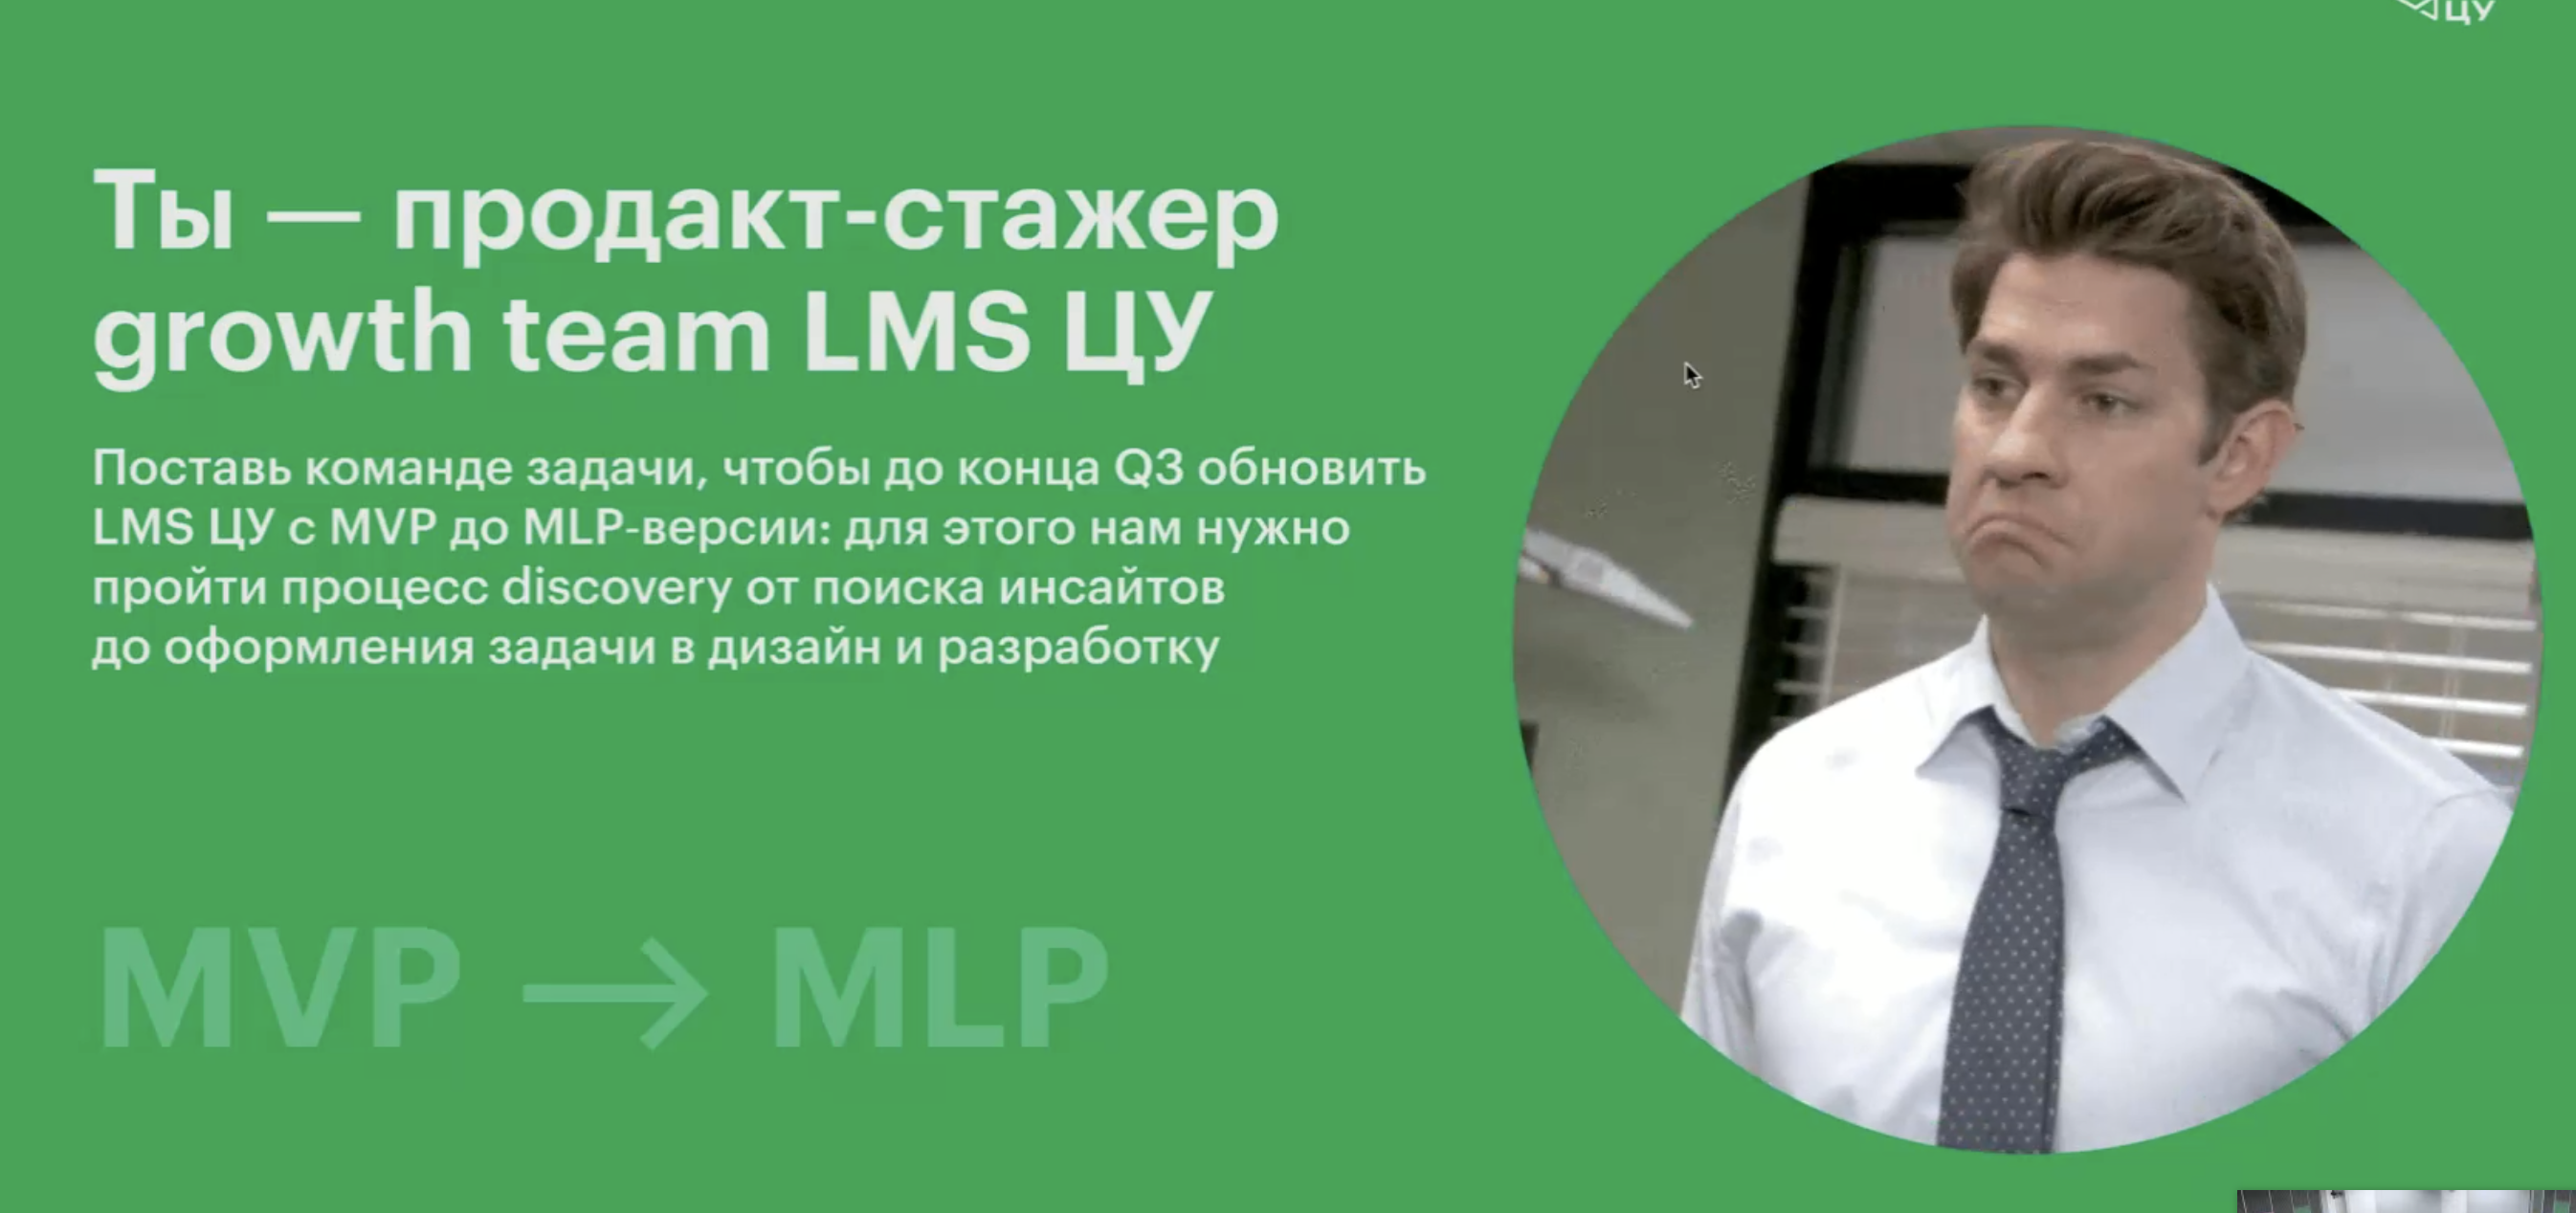 ЦУ
Ты — продакт-стажер
growth team LMS ЦУ
Поставь команде задачи, чтобы до конца Q3 обновить
LMS ЦУ с MVP до MLP-версии: для этого нам нужно
пройти процесс discovery от поиска инсайтов
до оформления задачи в дизайн и разработку
MVP → MLP